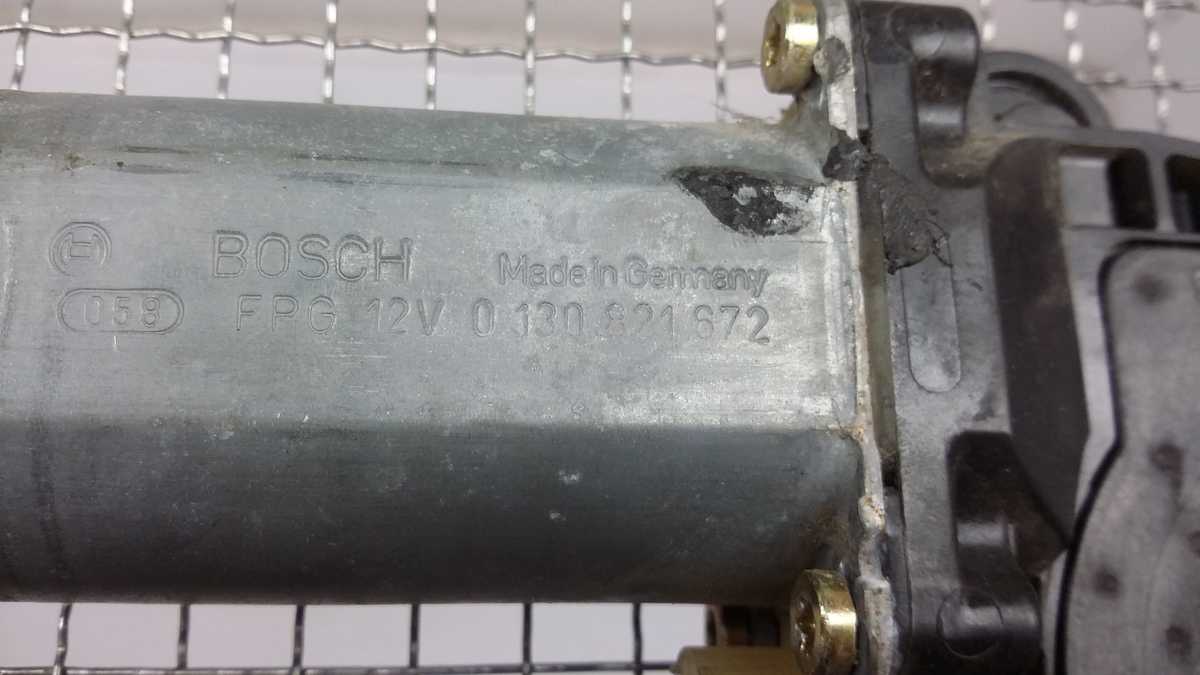 BOSCH Made in Germany
058 FPG 12V 0 130 821 672